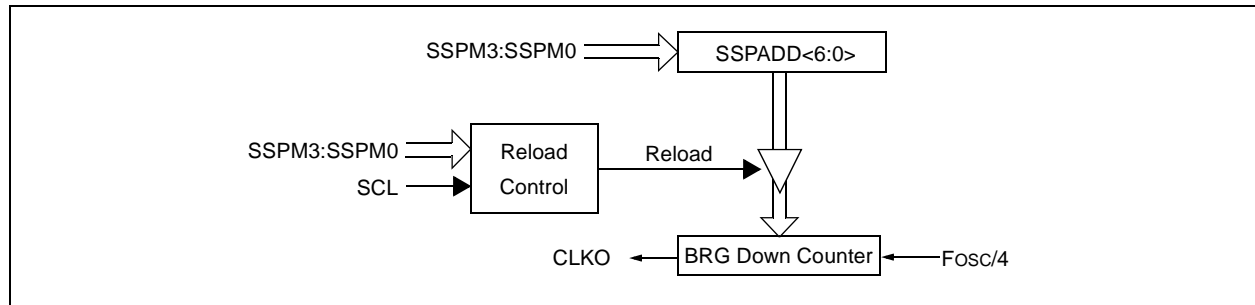 SSPM3:SSPM0
SSPADD<6:0>
SSPM3:SSPM0
SCL
Reload
Control
Reload
CLKO
BRG Down Counter
FOSC/4